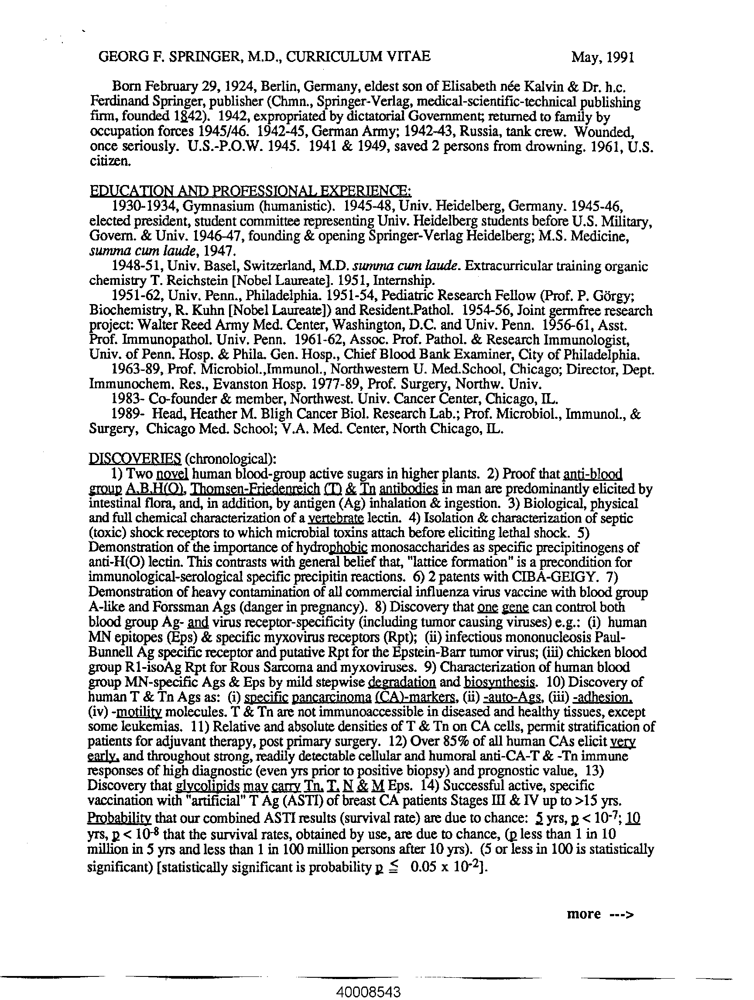 GEORG F. SPRINGER, M.D., CURRICULUM VITAE May, 1991
Born February 29, 1924, Berlin, Germany, eldest son of Elisabeth née Kalvin & Dr. h.c.
Ferdinand Springer, publisher (Chmn., Springer-Verlag, medical-scientific-technical publishing
firm, founded 1842). 1942, expropriated by dictatorial Government; returned to family by
occupation forces 1945/46. 1942-45, German Army; 1942-43, Russia, tank crew. Wounded,
once seriously. U.S.-P.O.W. 1945. 1941 & 1949, saved 2 persons from drowning. 1961, U.S.
citizen.
EDUCATION AND PROFESSIONAL EXPERIENCE:
1930-1934, Gymnasium (humanistic). 1945-48, Univ. Heidelberg, Germany. 1945-46,
elected president, student committee representing Univ. Heidelberg students before U.S. Military,
Govern. & Univ. 1946-47, founding & opening Springer-Verlag Heidelberg; M.S. Medicine,
summa cum laude, 1947.
1948-51, Univ. Basel, Switzerland, M.D. summa cum laude. Extracurricular training organic
chemistry T. Reichstein [Nobel Laureate]. 1951, Internship.
1951-62, Univ. Penn., Philadelphia. 1951-54, Pediatric Research Fellow (Prof. P. Görgy;
Biochemistry, R. Kuhn [Nobel Laureate]) and Resident.Pathol. 1954-56, Joint germfree research
project: Walter Reed Army Med. Center, Washington, D.C. and Univ. Penn. 1956-61, Asst.
Prof. Immunopathol. Univ. Penn. 1961-62, Assoc. Prof. Pathol. & Research Immunologist,
Univ. of Penn. Hosp. & Phila. Gen. Hosp., Chief Blood Bank Examiner, City of Philadelphia.
1963-89, Prof. Microbiol.,Immunol., Northwestern U. Med.School, Chicago; Director, Dept.
Immunochem. Res., Evanston Hosp. 1977-89, Prof. Surgery, Northw. Univ.
1983- Co-founder & member, Northwest. Univ. Cancer Center, Chicago, IL.
1989- Head, Heather M. Bligh Cancer Biol. Research Lab.; Prof. Microbiol., Immunol., &
Surgery, Chicago Med. School; V.A. Med. Center, North Chicago, IL.
DISCOVERIES (chronological):
1) Two novel human blood-group active sugars in higher plants. 2) Proof that anti-blood
group A,B,H(O), Thomsen-Friedenreich (T) & Tn antibodies in man are predominantly elicited by
intestinal flora, and, in addition, by antigen (Ag) inhalation & ingestion. 3) Biological, physical
and full chemical characterization of a vertebrate lectin. 4) Isolation & characterization of septic
(toxic) shock receptors to which microbial toxins attach before eliciting lethal shock. 5)
Demonstration of the importance of hydrophobic monosaccharides as specific precipitinogens of
anti-H(O) lectin. This contrasts with general belief that, "lattice formation" is a precondition for
immunological-serological specific precipitin reactions. 6) 2 patents with CIBA-GEIGY. 7)
Demonstration of heavy contamination of all commercial influenza virus vaccine with blood group
A-like and Forssman Ags (danger in pregnancy). 8) Discovery that one gene can control both
blood group Ag- and virus receptor-specificity (including tumor causing viruses) e.g.: (i) human
MN epitopes (Eps) & specific myxovirus receptors (Rpt); (ii) infectious mononucleosis Paul-
Bunnell Ag specific receptor and putative Rpt for the Epstein-Barr tumor virus; (iii) chicken blood
group R1-isoAg Rpt for Rous Sarcoma and myxoviruses. 9) Characterization of human blood
group MN-specific Ags & Eps by mild stepwise degradation and biosynthesis. 10) Discovery of
human T & Tn Ags as: (i) specific pancarcinoma (CA)-markers, (ii) -auto-Ags, (iii) -adhesion,
(iv) -motility molecules. T & Tn are not immunoaccessible in diseased and healthy tissues, except
some leukemias. 11) Relative and absolute densities of T & Tn on CA cells, permit stratification of
patients for adjuvant therapy, post primary surgery. 12) Over 85% of all human CAs elicit very
early, and throughout strong, readily detectable cellular and humoral anti-CA-T & -Tn immune
responses of high diagnostic (even yrs prior to positive biopsy) and prognostic value, 13)
Discovery that glycolipids may carry Tn, T, N & M Eps. 14) Successful active, specific
vaccination with "artificial" T Ag (ASTI) of breast CA patients Stages III & IV up to >15 yrs.
Probability that our combined ASTI results (survival rate) are due to chance: 5 yrs, p < 10-7; 10
yrs, p < 10-8 that the survival rates, obtained by use, are due to chance, (p less than 1 in 10
million in 5 yrs and less than 1 in 100 million persons after 10 yrs). (5 or less in 100 is statistically
significant) [statistically significant is probability p ≦ 0.05 x 10-2].
more --->
40008543